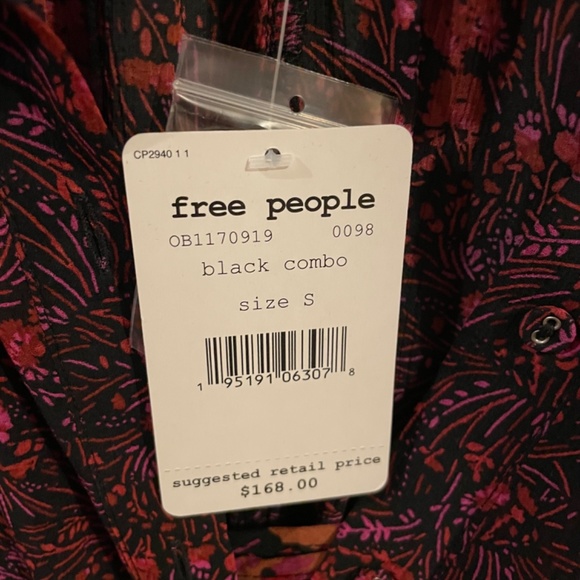 CP2940 1 1
free people
OB1170919 0098
black combo
size S
1 95191 06307 8
suggested retail price
$168.00